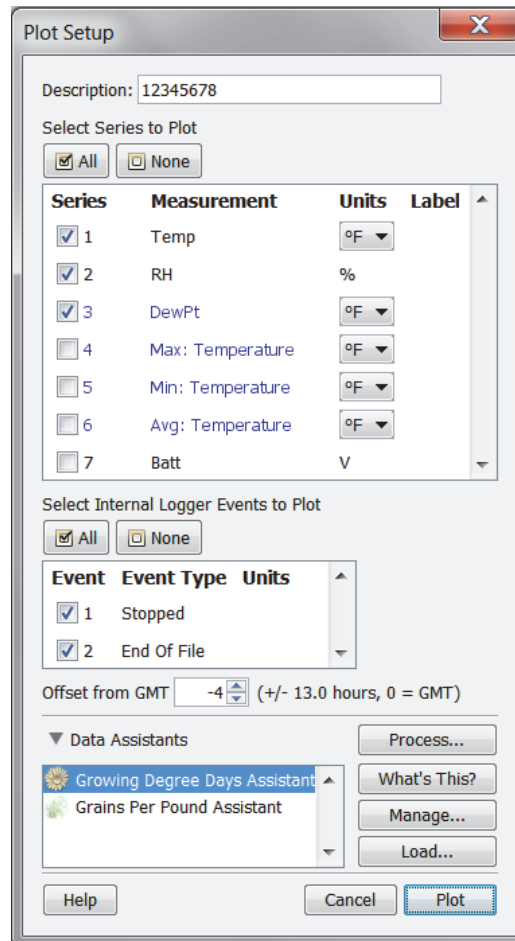 Plot Setup
X
Description: 12345678
Select Series to Plot
All None
Series Measurement Units Label
1 Temp °F
2 RH %
3 DewPt °F
4 Max: Temperature °F
5 Min: Temperature °F
6 Avg: Temperature °F
7 Batt V
Select Internal Logger Events to Plot
All None
Event Event Type Units
1 Stopped
2 End Of File
Offset from GMT -4 (+/- 13.0 hours, 0 = GMT)
Data Assistants Process...
Growing Degree Days Assistant What's This?
Grains Per Pound Assistant Manage...
Load...
Help Cancel Plot